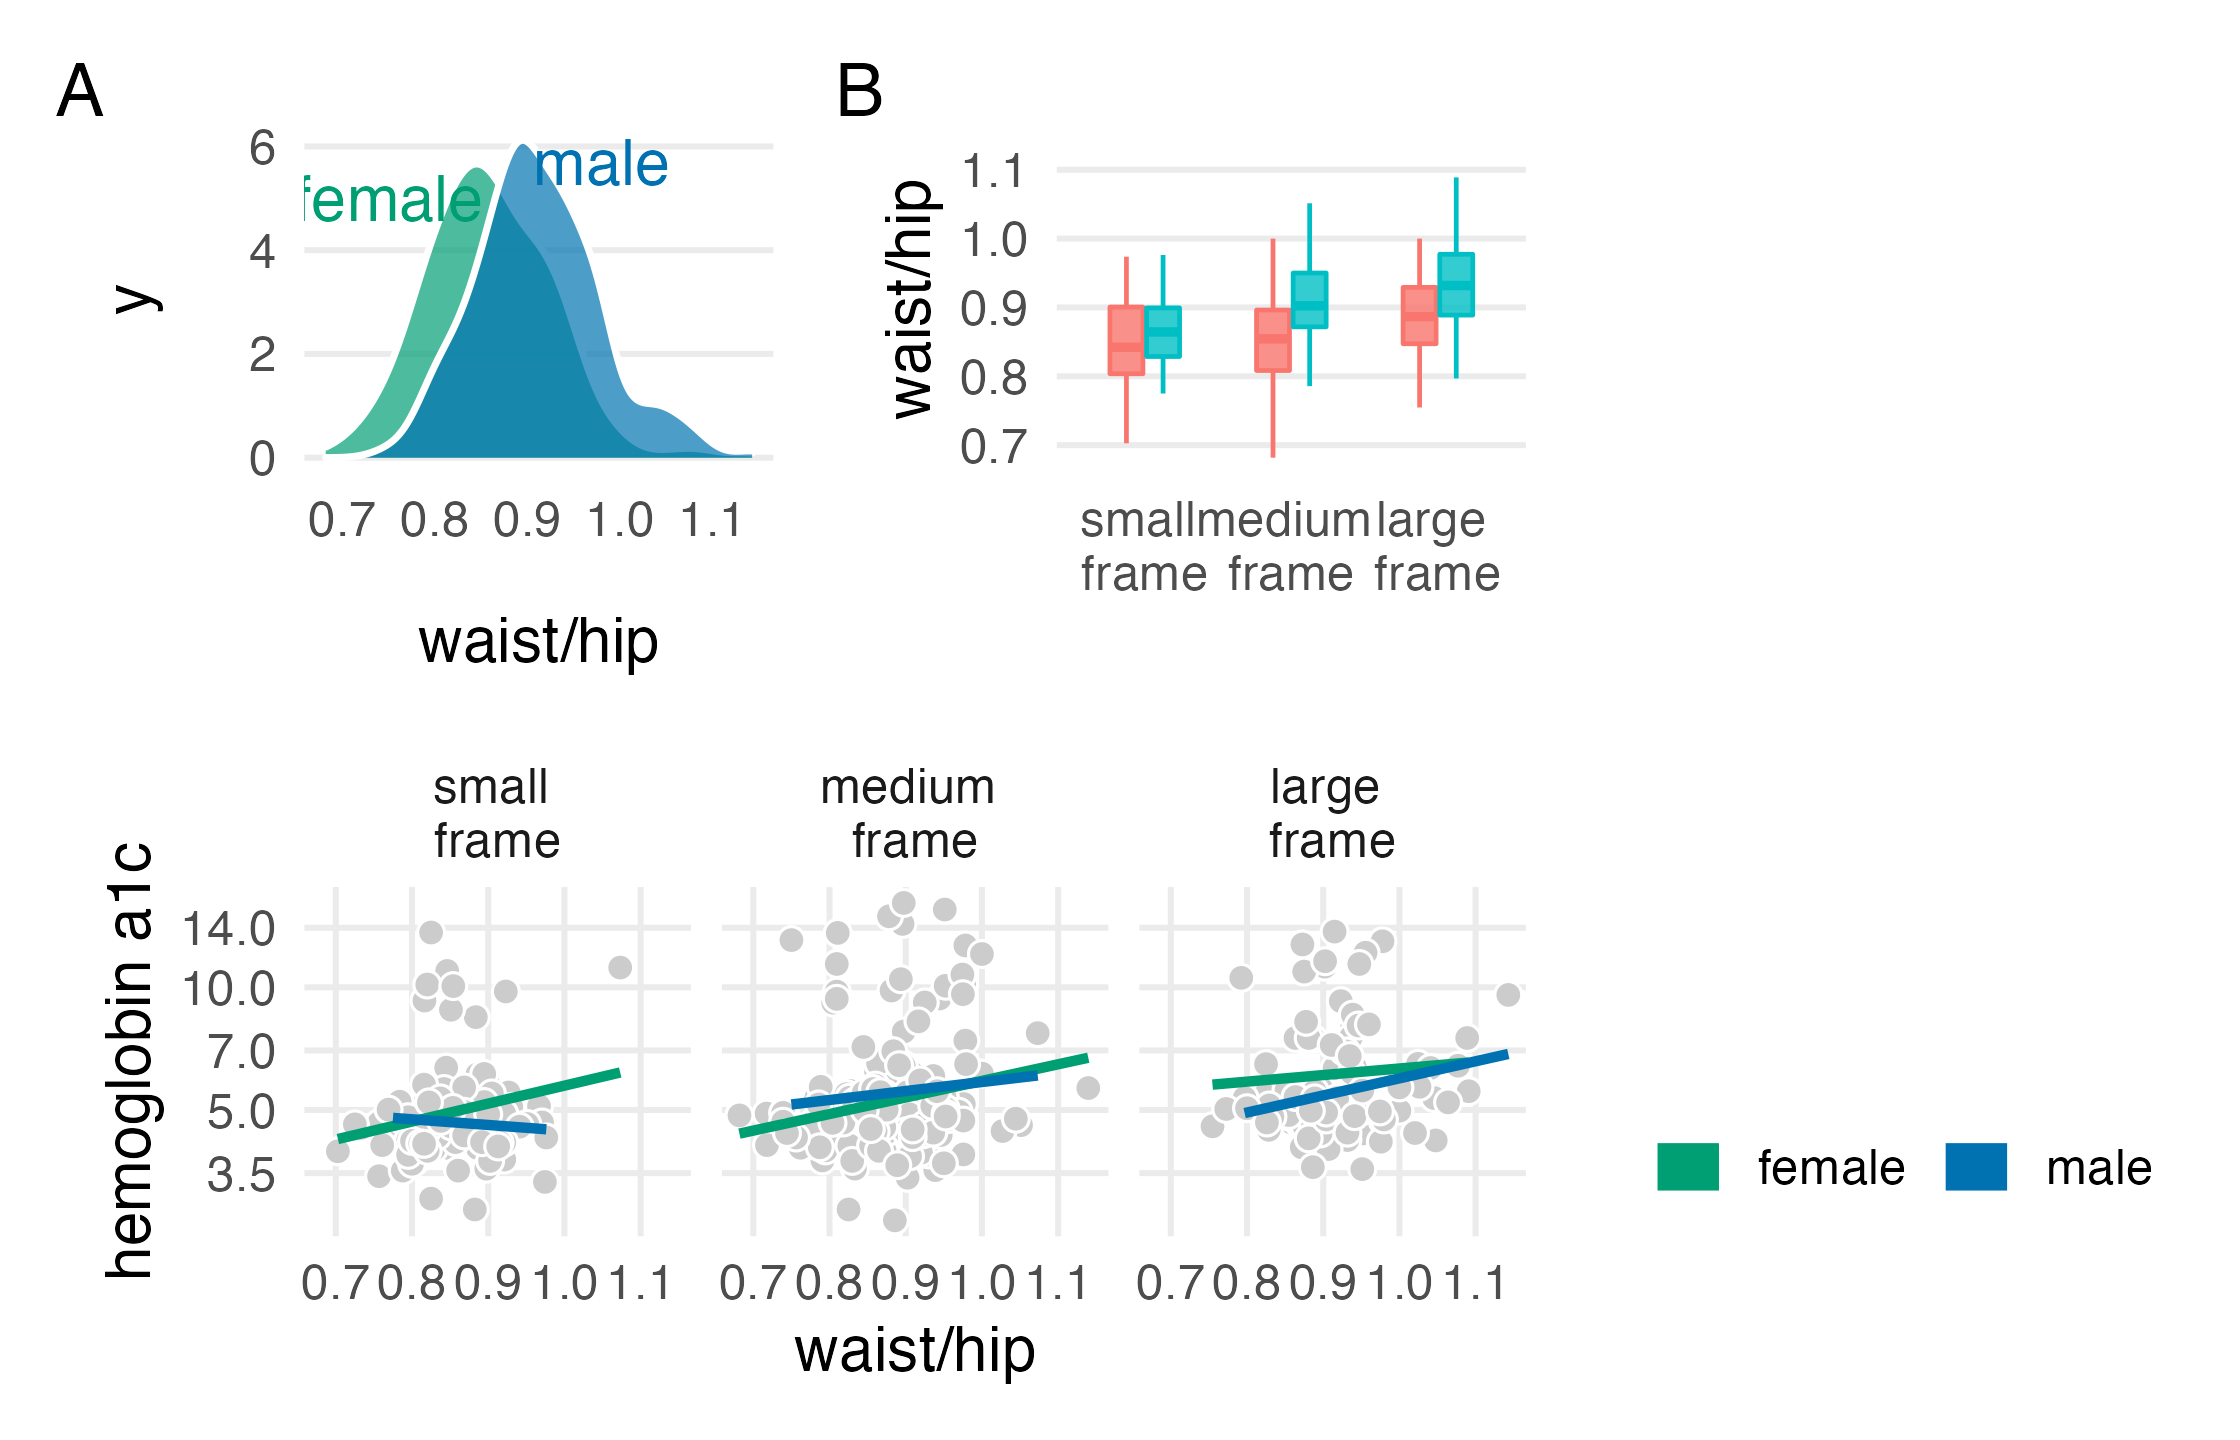 A
6
4
2
0
y
female
male
0.7 0.8 0.9 1.0 1.1
waist/hip
B
1.1
1.0
0.9
0.8
0.7
waist/hip
small medium large
frame frame frame
small
frame
medium
frame
large
frame
hemoglobin a1c
14.0
10.0
7.0
5.0
3.5
0.7 0.8 0.9 1.0 1.1
0.7 0.8 0.9 1.0 1.1
0.7 0.8 0.9 1.0 1.1
waist/hip
female male